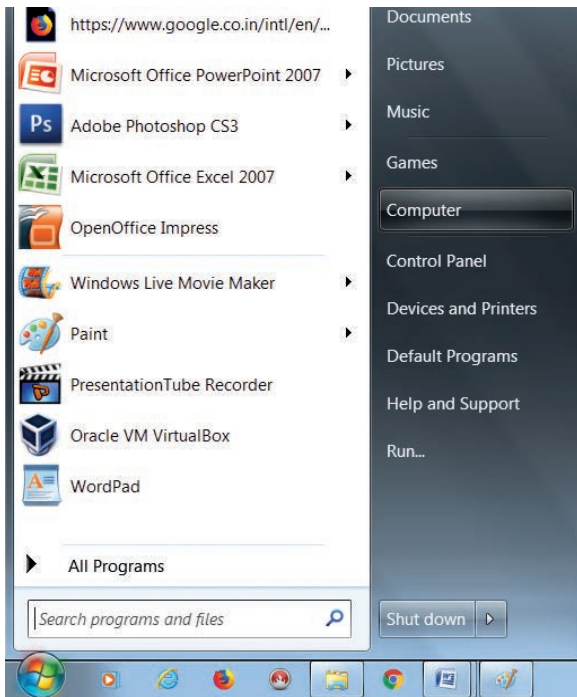 https://www.google.co.in/intl/en/...
Microsoft Office PowerPoint 2007
Ps
Adobe Photoshop CS3
Microsoft Office Excel 2007
OpenOffice Impress
Windows Live Movie Maker
Paint
PresentationTube Recorder
Oracle VM VirtualBox
WordPad
All Programs
Search programs and files
Documents
Pictures
Music
Games
Computer
Control Panel
Devices and Printers
Default Programs
Help and Support
Run...
Shut down